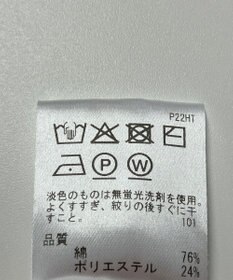 P22HT
P
W
淡色のものは無蛍光洗剤を使用。
よくすすぎ、絞りの後すぐに干
すこと。
101
品質
綿 76%
ポリエステル 24%